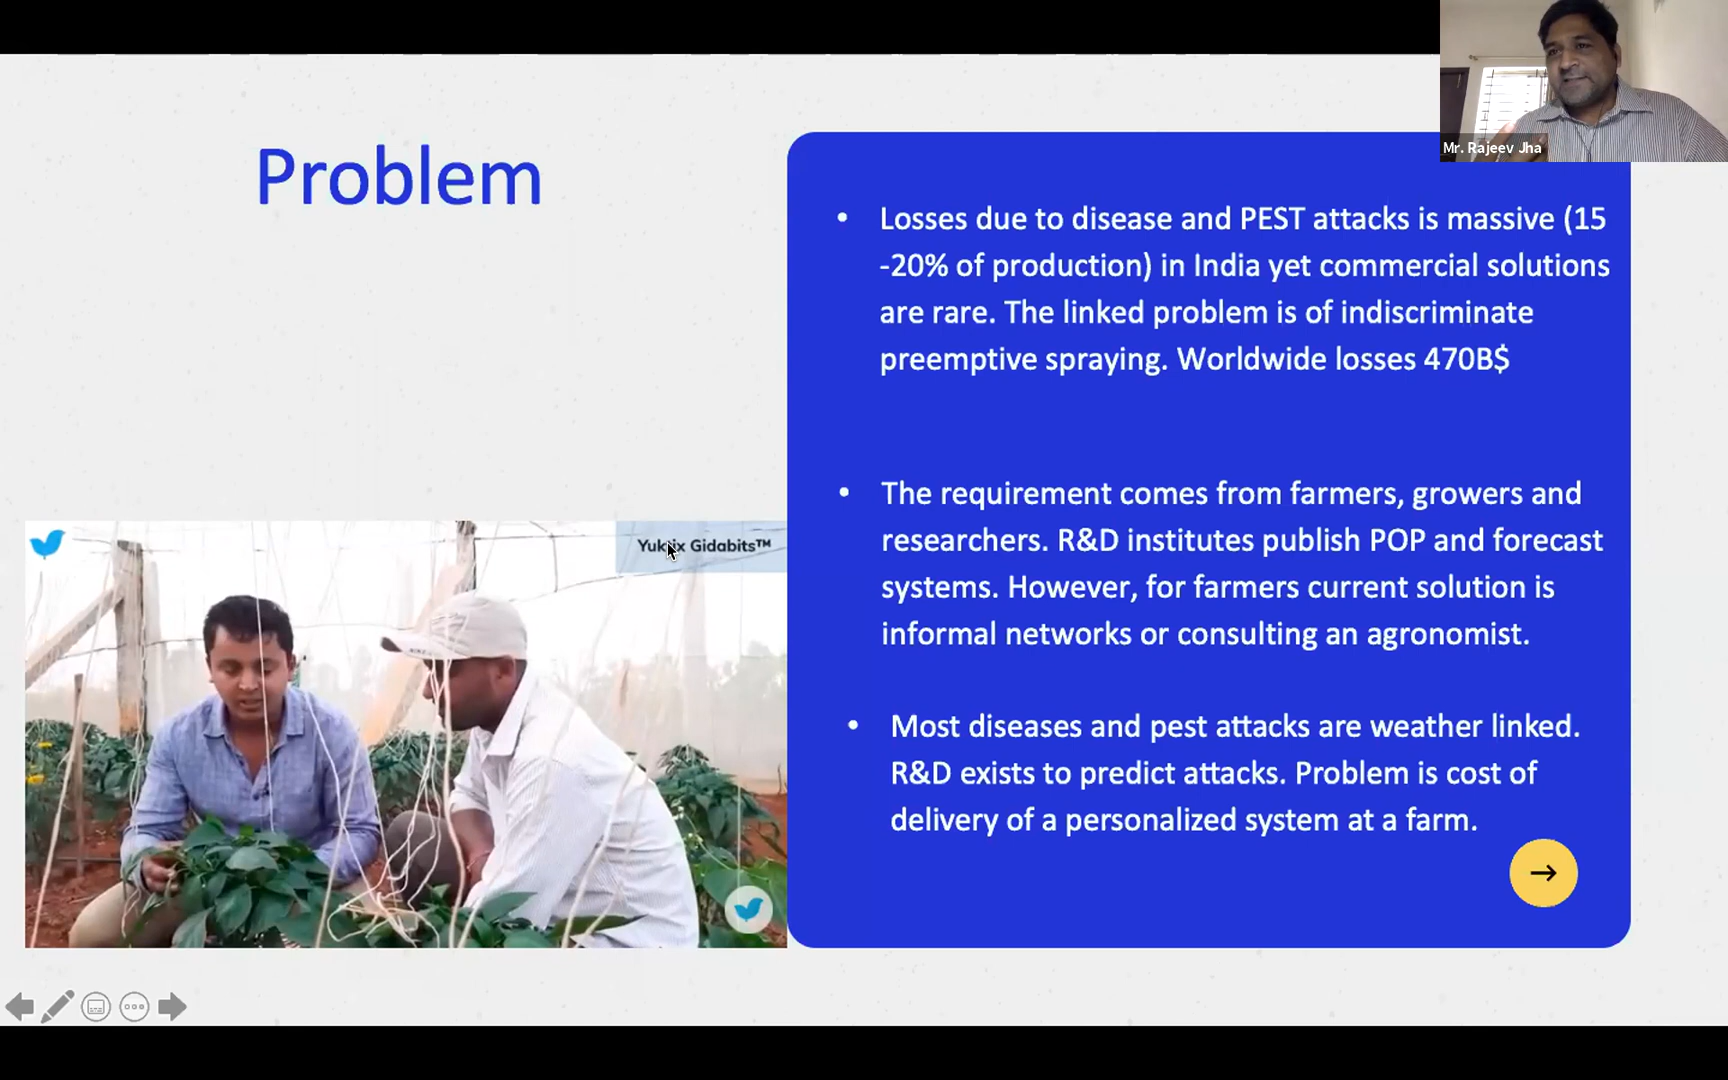 Mr. Rajeev Jha
Problem
• Losses due to disease and PEST attacks is massive (15
-20% of production) in India yet commercial solutions
are rare. The linked problem is of indiscriminate
preemptive spraying. Worldwide losses 470B$
• The requirement comes from farmers, growers and
researchers. R&D institutes publish POP and forecast
systems. However, for farmers current solution is
informal networks or consulting an agronomist.
• Most diseases and pest attacks are weather linked.
R&D exists to predict attacks. Problem is cost of
delivery of a personalized system at a farm.
Gidabits™